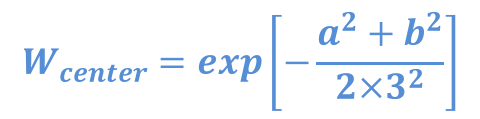 W_center = exp[−(a² + b²)/(2×3²)]